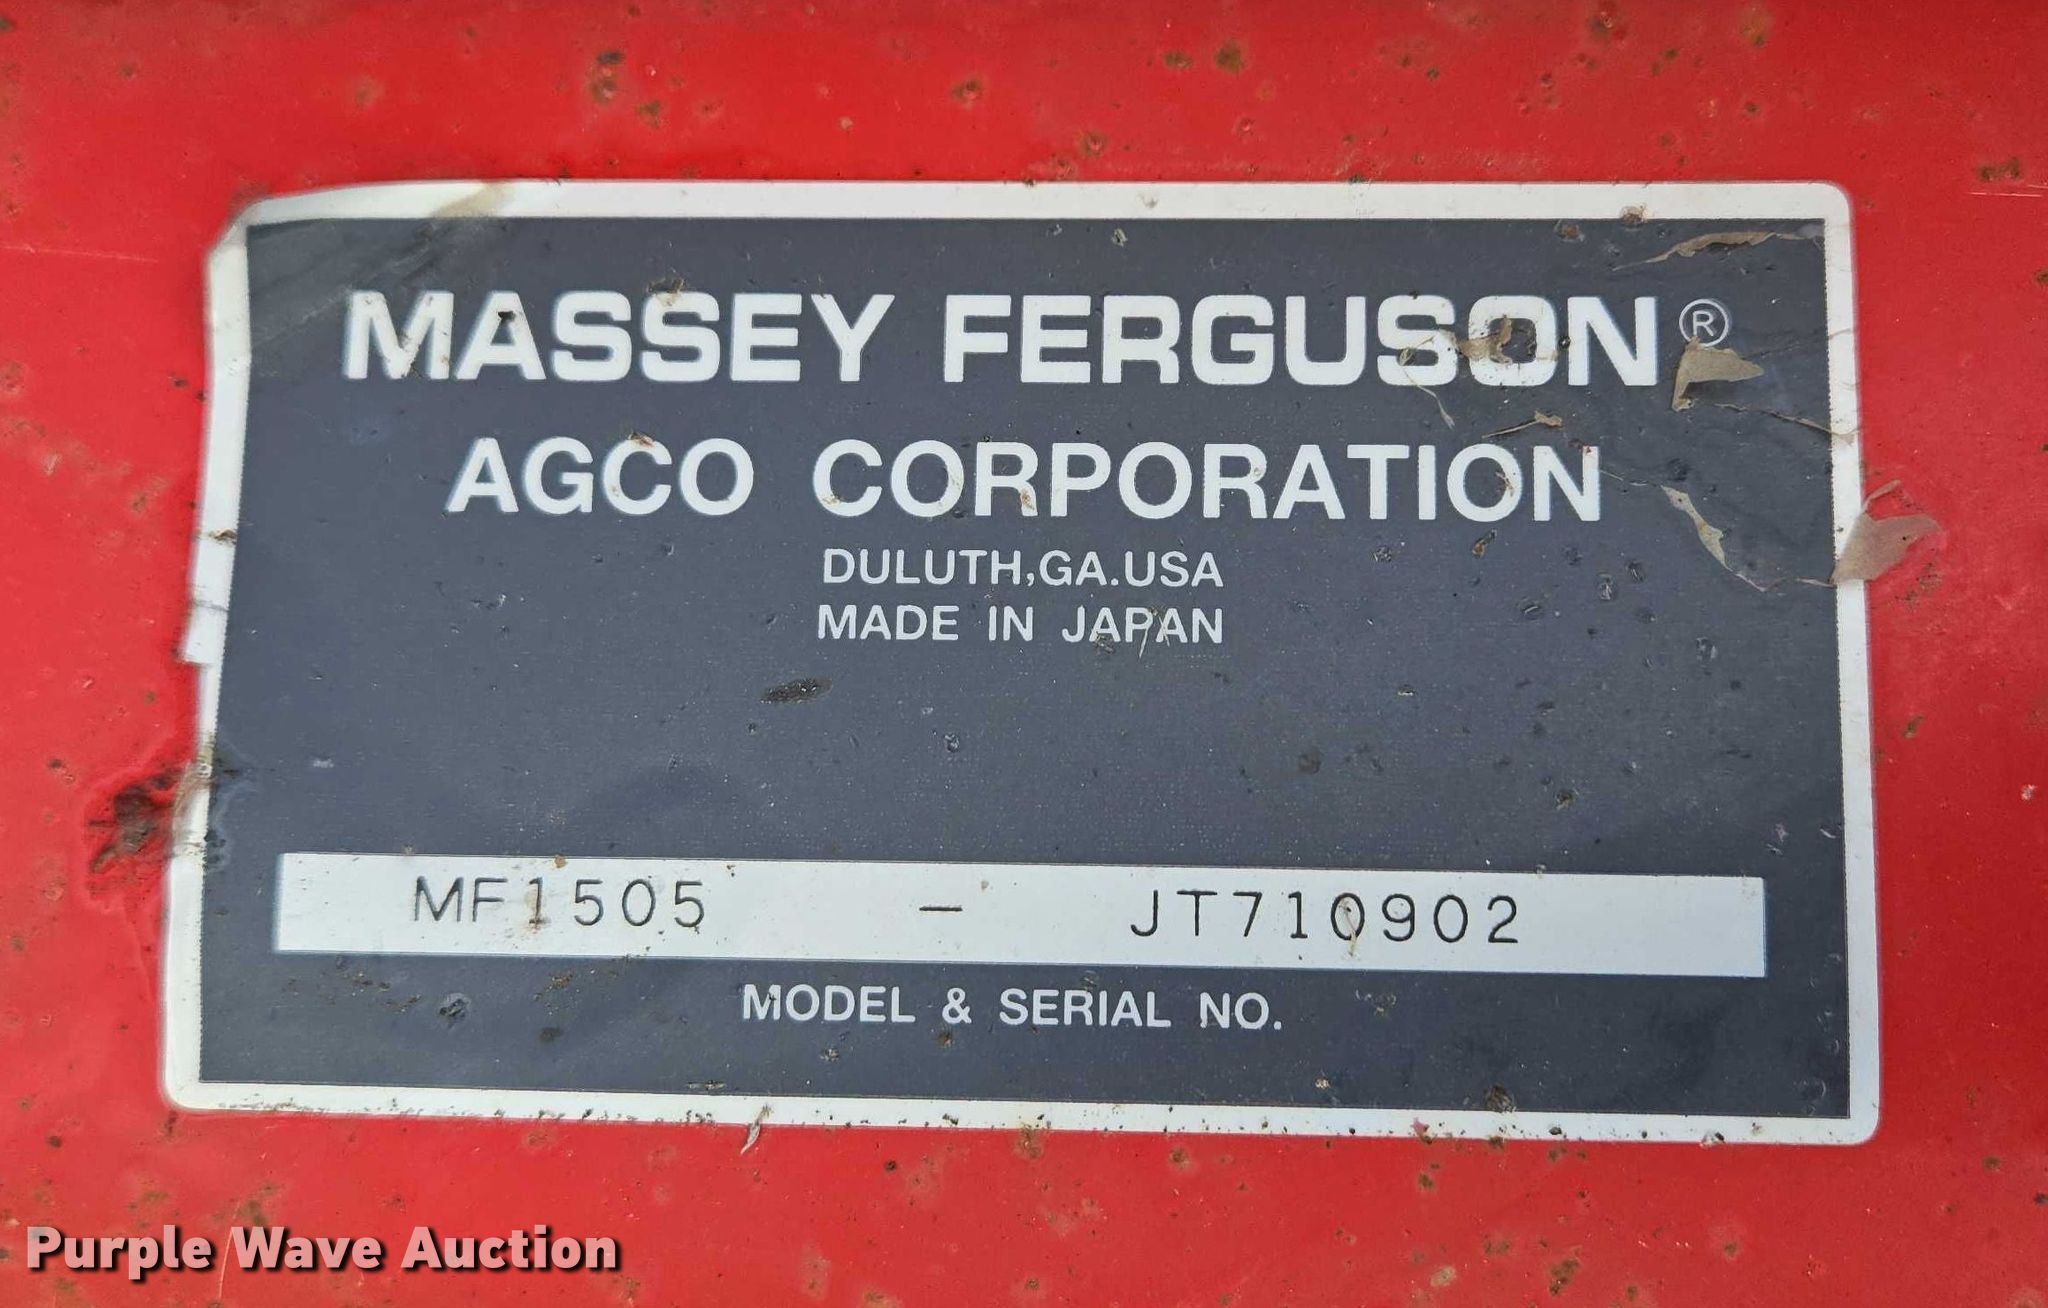 MASSEY FERGUSON®
AGCO CORPORATION
DULUTH,GA.USA
MADE IN JAPAN
MF1505 - JT710902
MODEL & SERIAL NO.
Purple Wave Auction